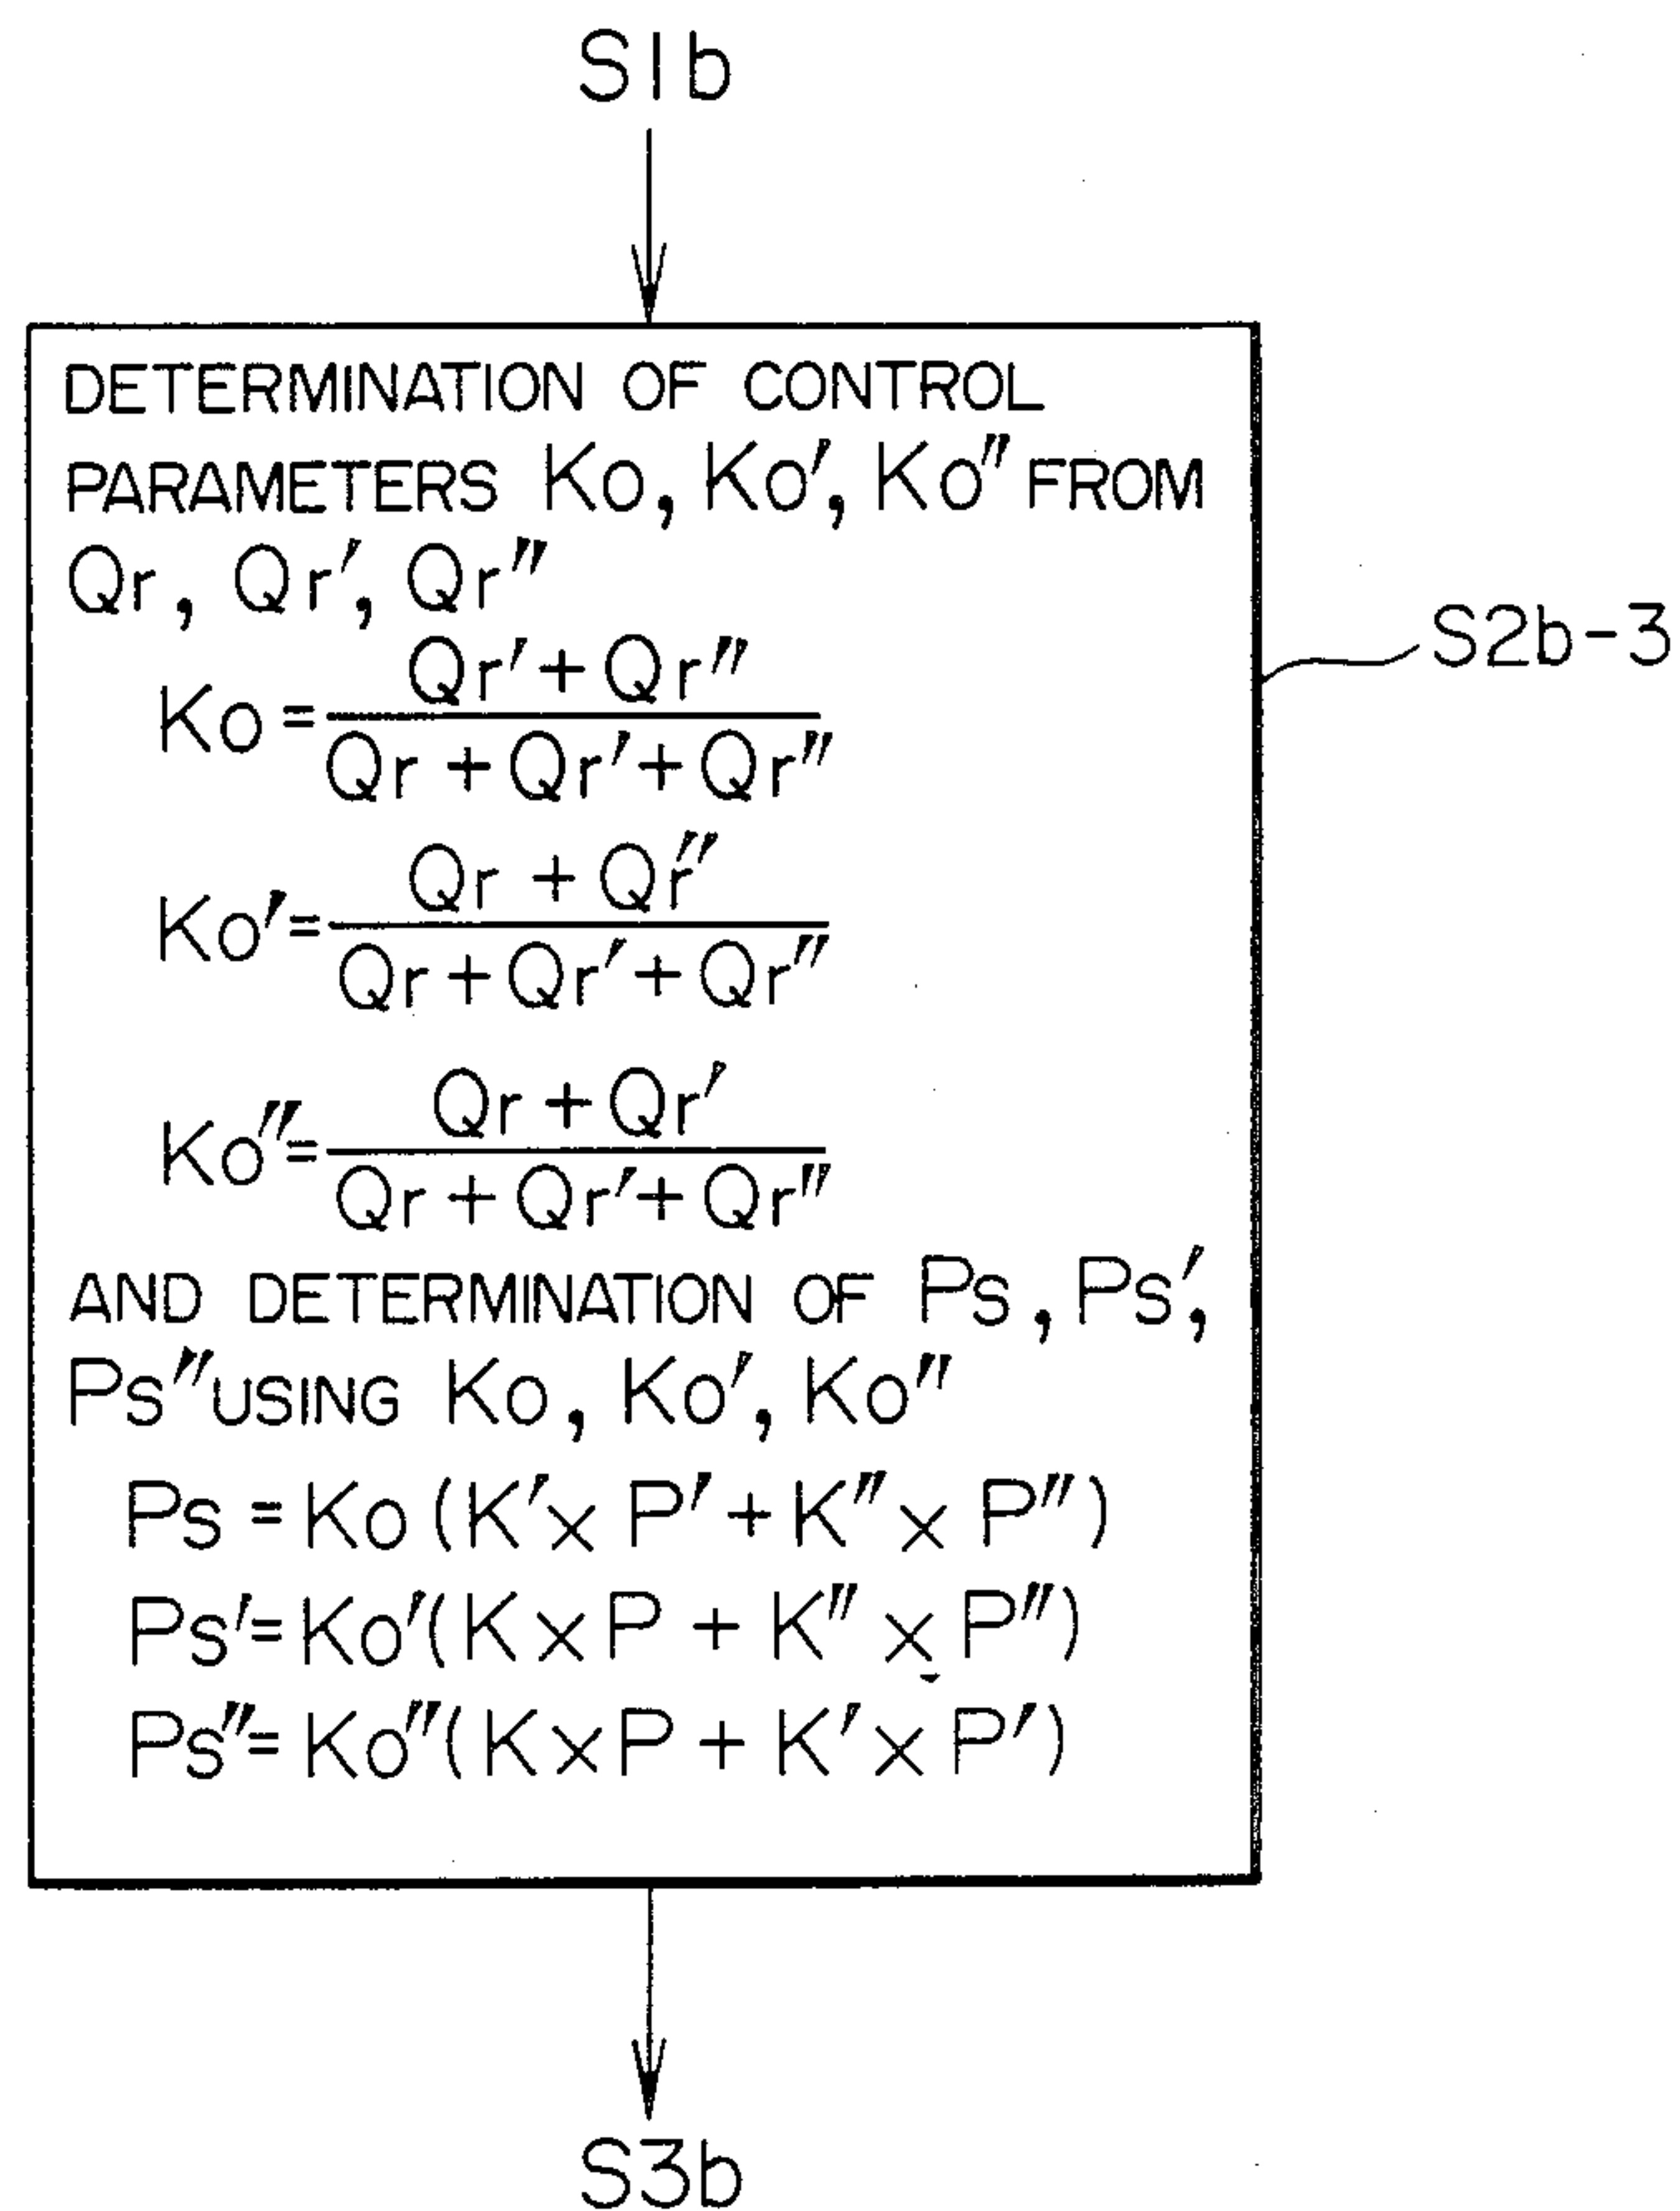 S1b
DETERMINATION OF CONTROL
PARAMETERS Ko, Ko', Ko'' FROM
Qr, Qr', Qr''
Ko = (Qr' + Qr'') / (Qr + Qr' + Qr'')
S2b-3
Ko' = (Qr + Qr'') / (Qr + Qr' + Qr'')
Ko'' = (Qr + Qr') / (Qr + Qr' + Qr'')
AND DETERMINATION OF Ps, Ps',
Ps'' USING Ko, Ko', Ko''
Ps = Ko (K' × P' + K'' × P'')
Ps' = Ko' (K × P + K'' × P'')
Ps'' = Ko'' (K × P + K' × P')
S3b